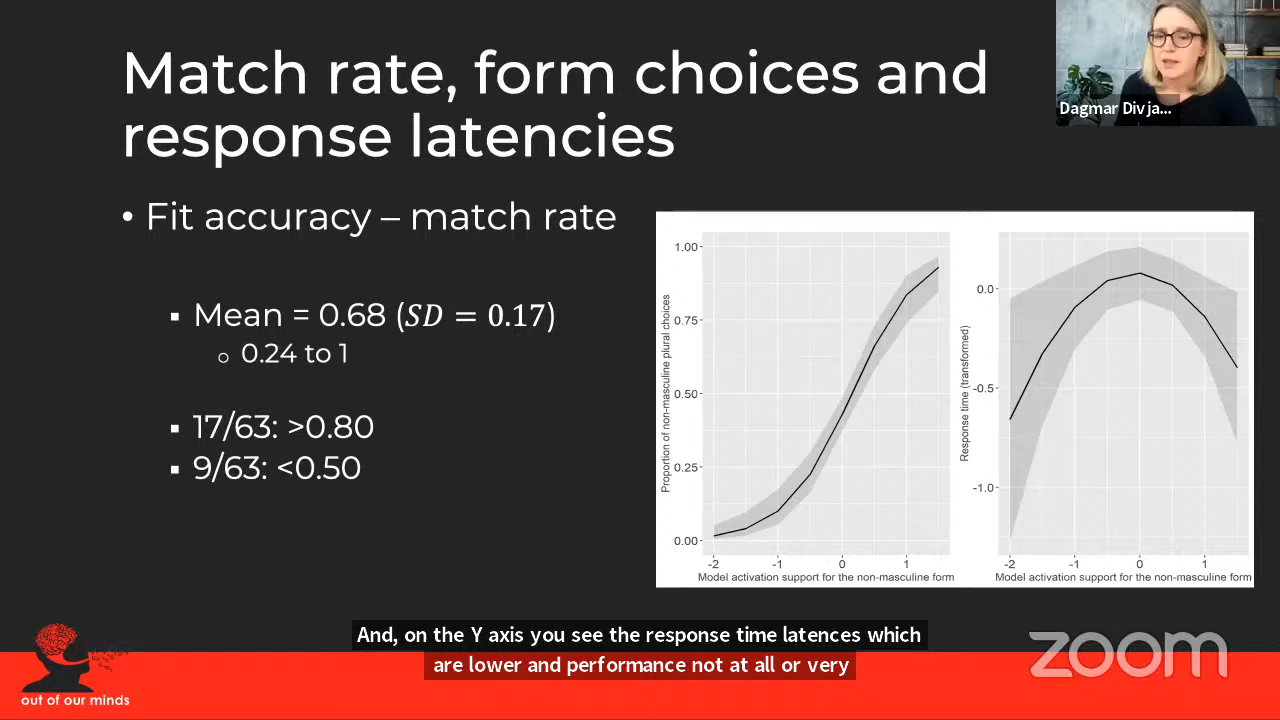 Match rate, form choices and
response latencies
Dagmar Divja...
• Fit accuracy – match rate
▪ Mean = 0.68 (SD = 0.17)
○ 0.24 to 1
▪ 17/63: >0.80
▪ 9/63: <0.50
Proportion of non-masculine plural choices
1.00
0.75
0.50
0.25
0.00
-2 -1 0 1
Model activation support for the non-masculine form
Response time (transformed)
0.0
-0.5
-1.0
-2 -1 0 1
Model activation support for the non-masculine form
And, on the Y axis you see the response time latences which
are lower and performance not at all or very
out of our minds
zoom